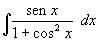 ∫ sen x / (1 + cos² x) dx